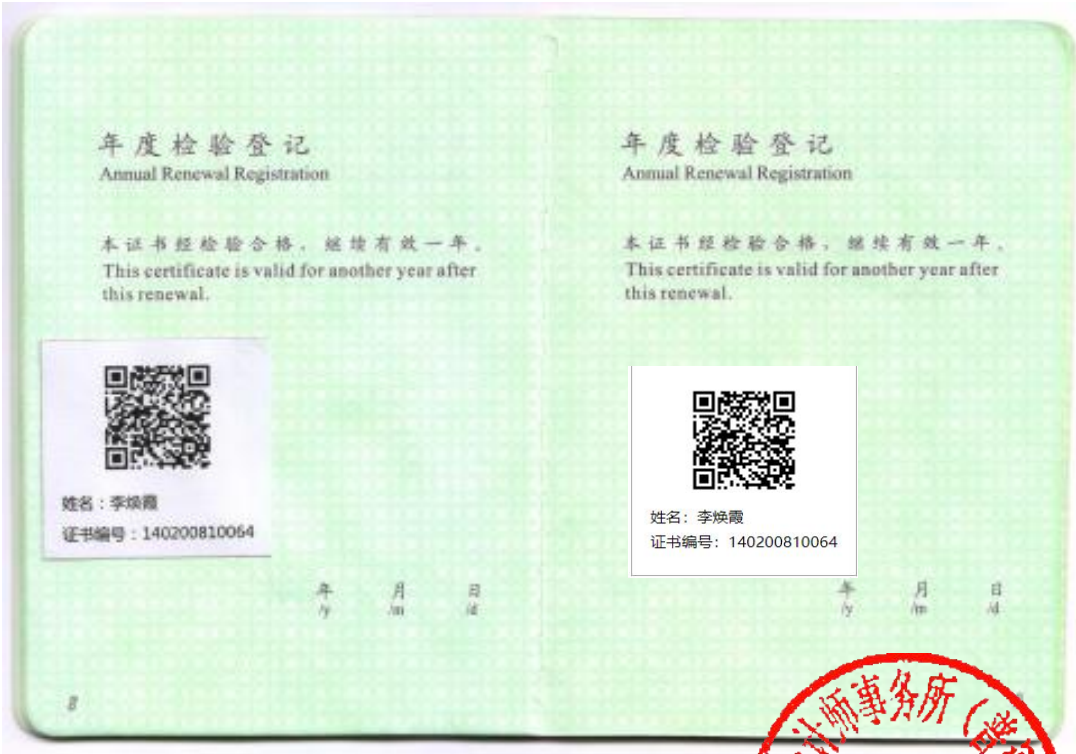 年度检验登记
Annual Renewal Registration
本证书经检验合格，继续有效一年。
This certificate is valid for another year after
this renewal.
姓名：李焕霞
证书编号：140200810064
年 月 日
/y /m /d
8
年度检验登记
Annual Renewal Registration
本证书经检验合格，继续有效一年。
This certificate is valid for another year after
this renewal.
姓名：李焕霞
证书编号：140200810064
年 月 日
/y /m /d
计师事务所（